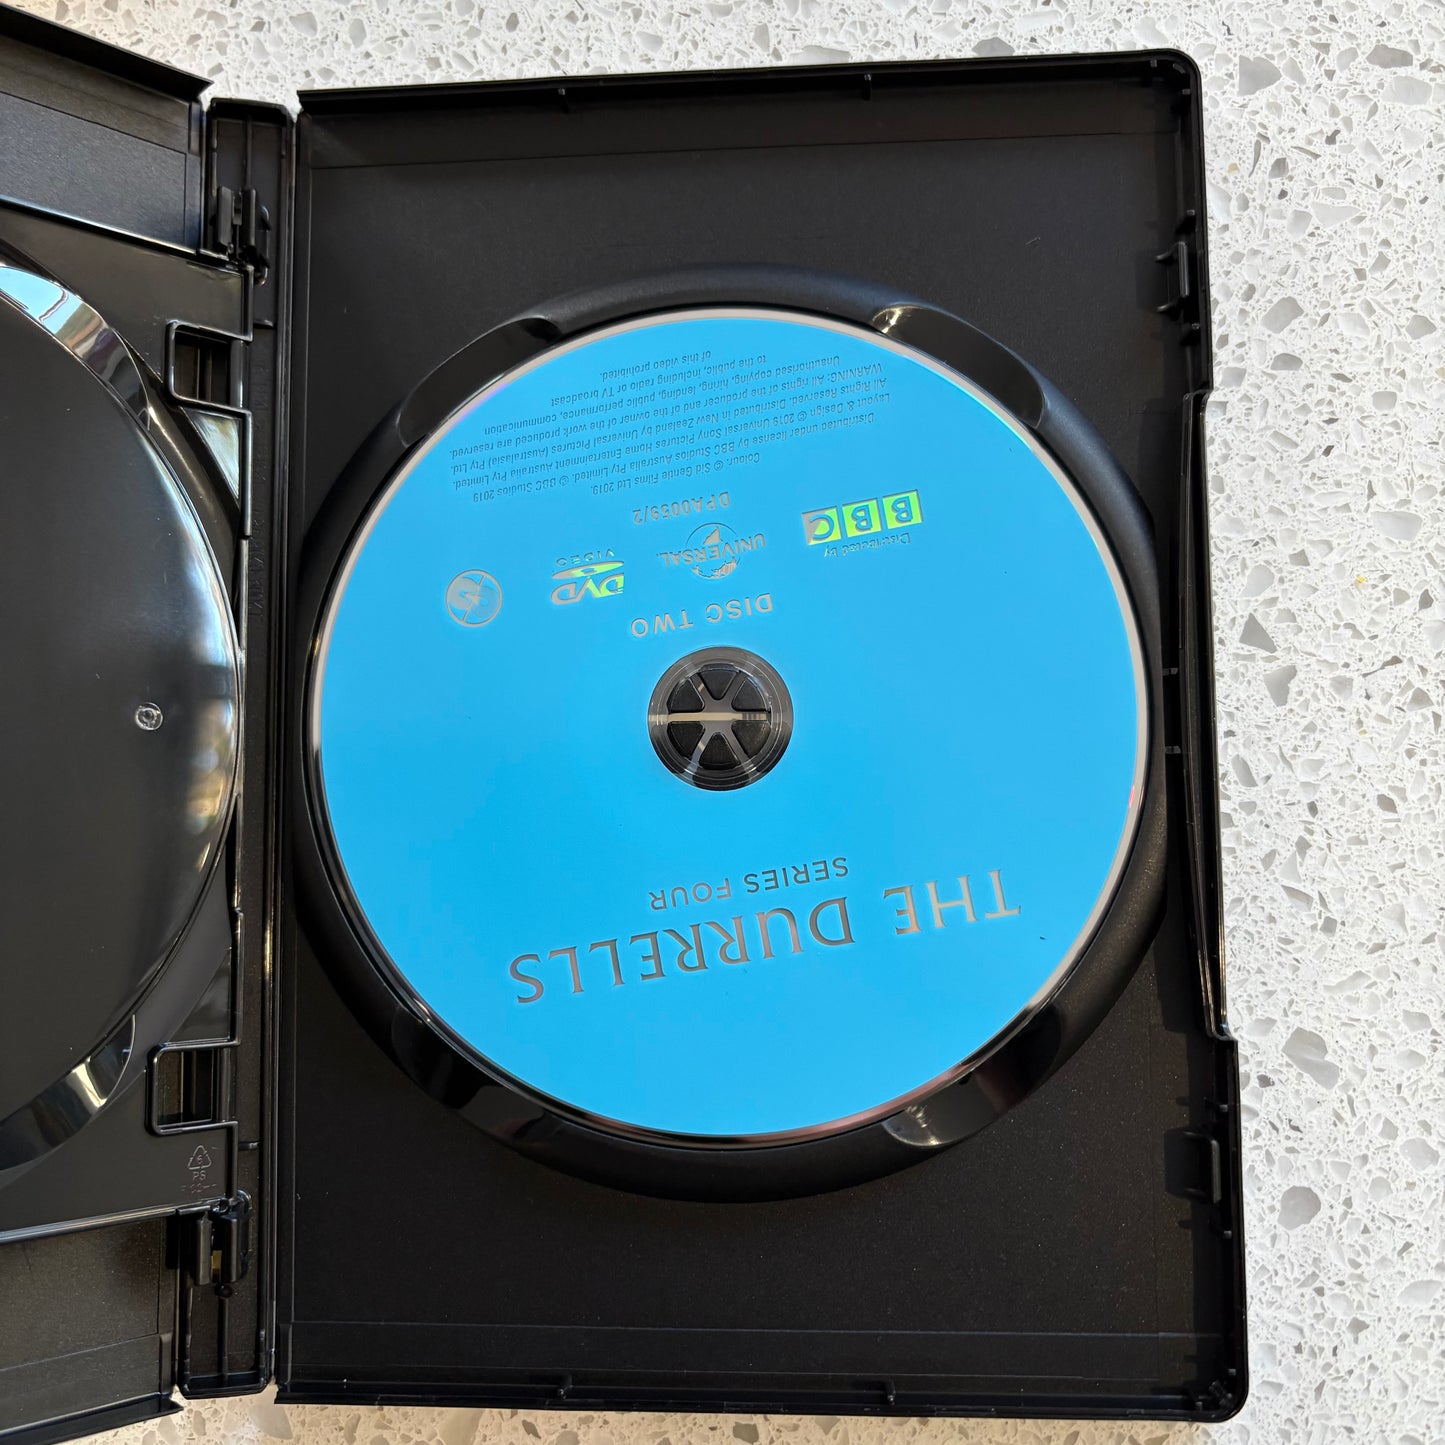 THE DURRELLS
SERIES FOUR
DISC TWO
Distributed by
BBC
UNIVERSAL
DVD
VIDEO
DPA0059/2
Colour. © Sid Gentle Films Ltd 2019.
Distributed under license by BBC Studios Australia Pty Limited. © BBC Studios 2019
Layout & Design © 2019 Universal Sony Pictures Home Entertainment Australia Pty Limited.
All Rights Reserved. Distributed in New Zealand by Universal Pictures (Australasia) Pty Ltd.
WARNING: All rights of the producer and of the owner of the work produced are reserved.
Unauthorised copying, hiring, lending, public performance, communication
to the public, including radio or TV broadcast
of this video prohibited.
6
PS